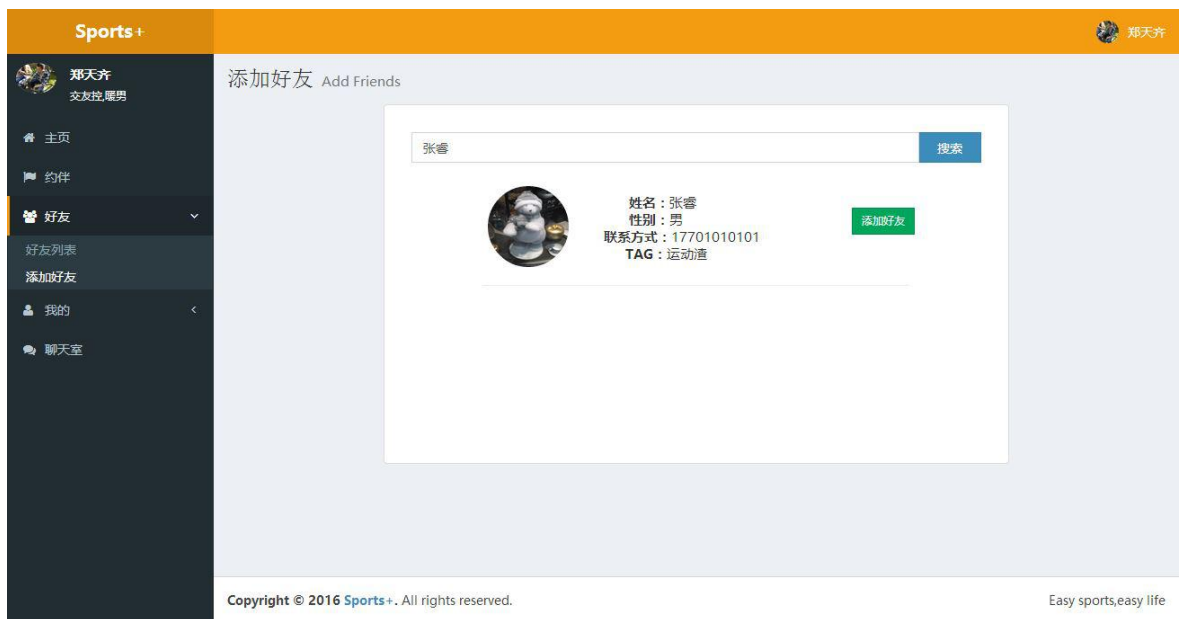 Sports+
郑天齐
郑天齐
交友控,暖男
主页
约伴
好友
好友列表
添加好友
我的
聊天室
添加好友 Add Friends
张睿
搜索
姓名：张睿
性别：男
联系方式：17701010101
TAG：运动渣
添加好友
Copyright © 2016 Sports+. All rights reserved.
Easy sports,easy life